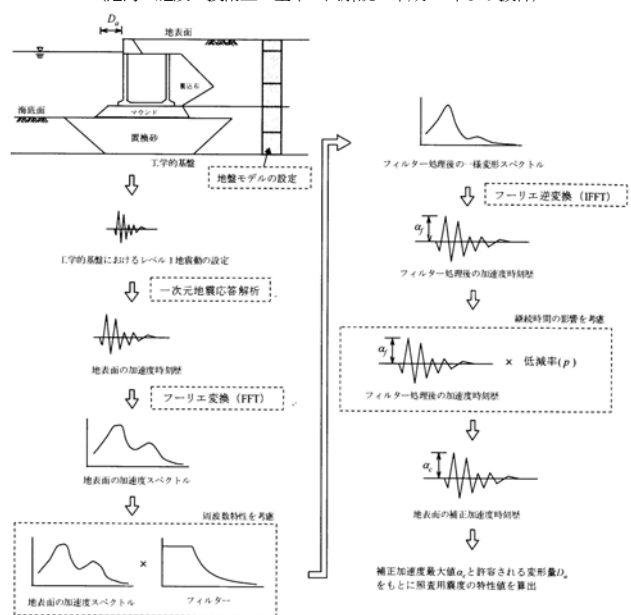 Da
地表面
裏込石
海底面
マウンド
置換砂
工学的基盤
地盤モデルの設定
工学的基盤におけるレベル1地震動の設定
一次元地震応答解析
地表面の加速度時刻歴
フーリエ変換（FFT）
地表面の加速度スペクトル
周波数特性を考慮
×
地表面の加速度スペクトル
フィルター
フィルター処理後の一様変形スペクトル
フーリエ逆変換（IFFT）
αf
フィルター処理後の加速度時刻歴
継続時間の影響を考慮
αf
× 低減率(p)
フィルター処理後の加速度時刻歴
αc
地表面の補正加速度時刻歴
補正加速度最大値αcと許容される変形量Da
をもとに照査用震度の特性値を算出